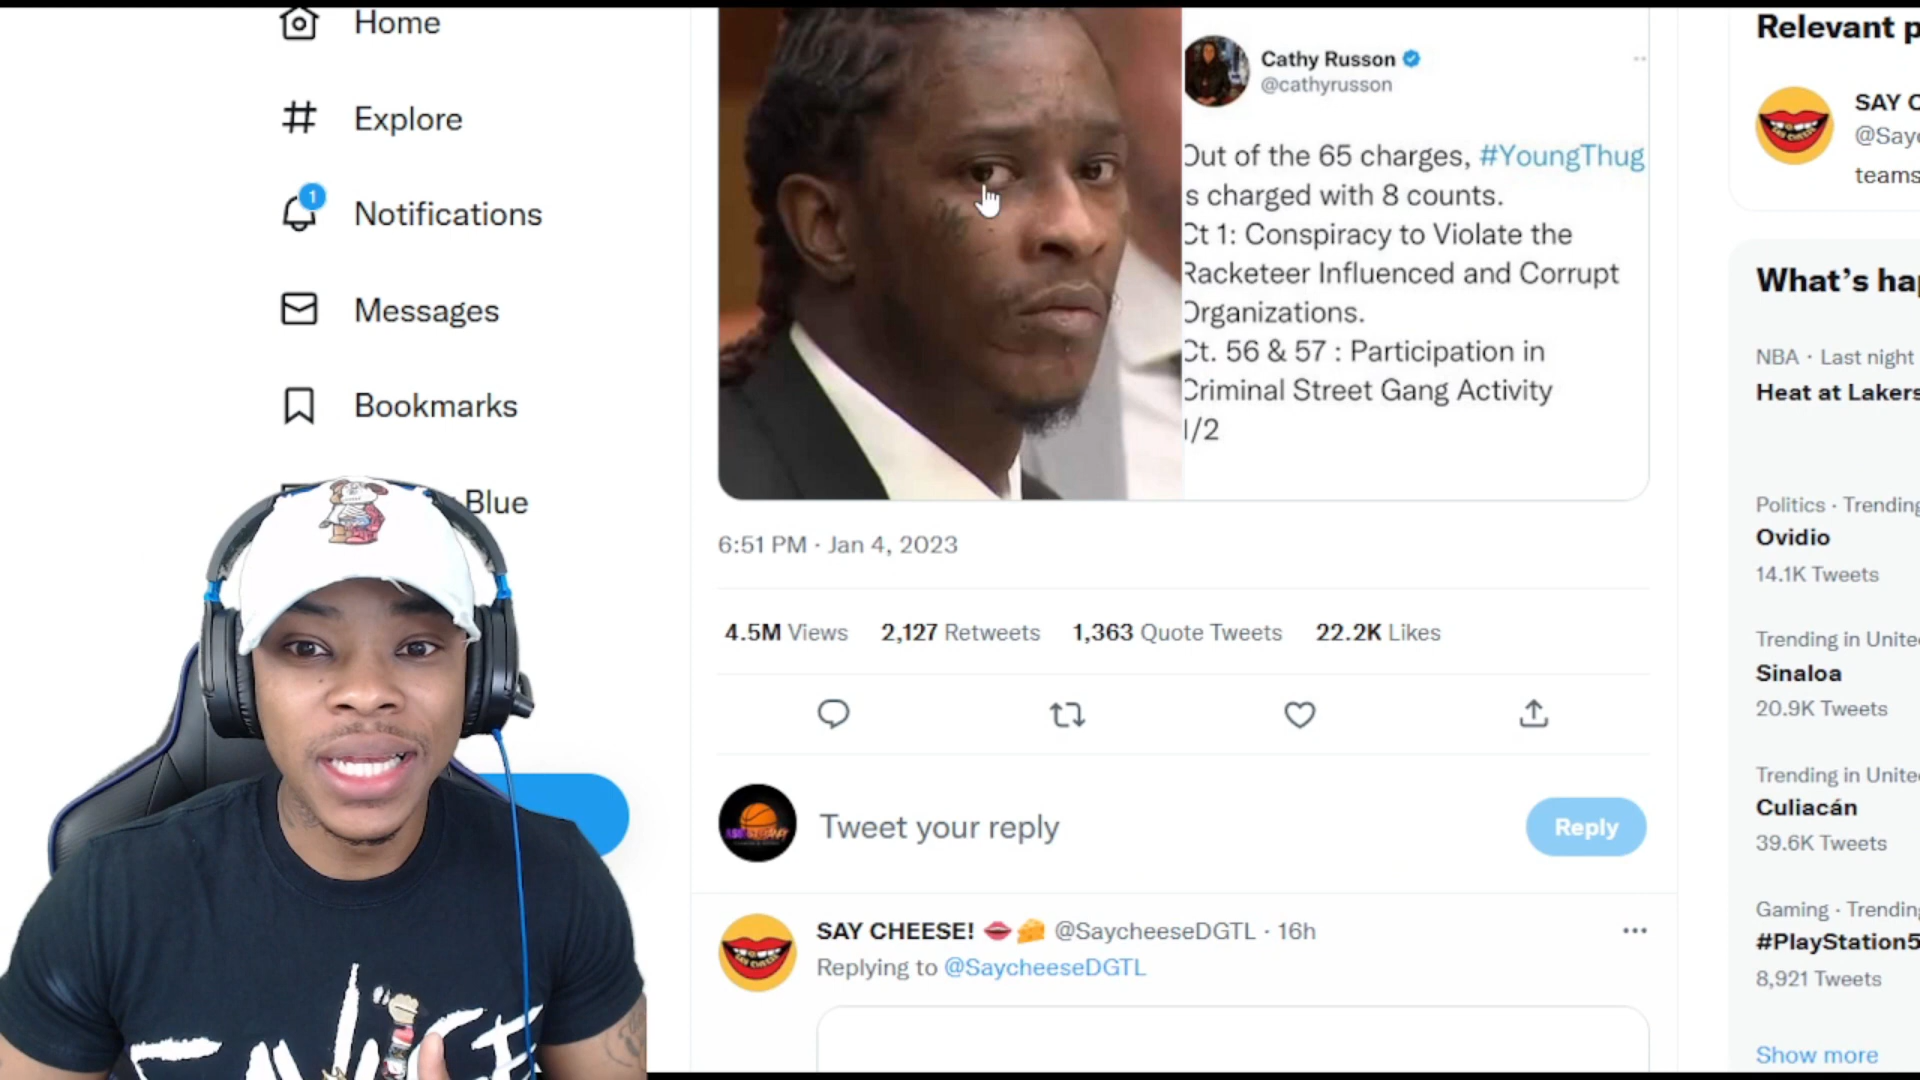 Home
Explore
1
Notifications
Messages
Bookmarks
Blue
Cathy Russon
@cathyrusson
Out of the 65 charges, #YoungThug
s charged with 8 counts.
Ct 1: Conspiracy to Violate the
Racketeer Influenced and Corrupt
Organizations.
Ct. 56 & 57 : Participation in
Criminal Street Gang Activity
1/2
6:51 PM · Jan 4, 2023
4.5M Views 2,127 Retweets 1,363 Quote Tweets 22.2K Likes
Tweet your reply
Reply
SAY CHEESE! 👄🧀 @SaycheeseDGTL · 16h
Replying to @SaycheeseDGTL
Relevant p
SAY C
@Sayc
teams
What's hap
NBA · Last night
Heat at Lakers
Politics · Trending
Ovidio
14.1K Tweets
Trending in Unite
Sinaloa
20.9K Tweets
Trending in Unite
Culiacán
39.6K Tweets
Gaming · Trending
#PlayStation5
8,921 Tweets
Show more